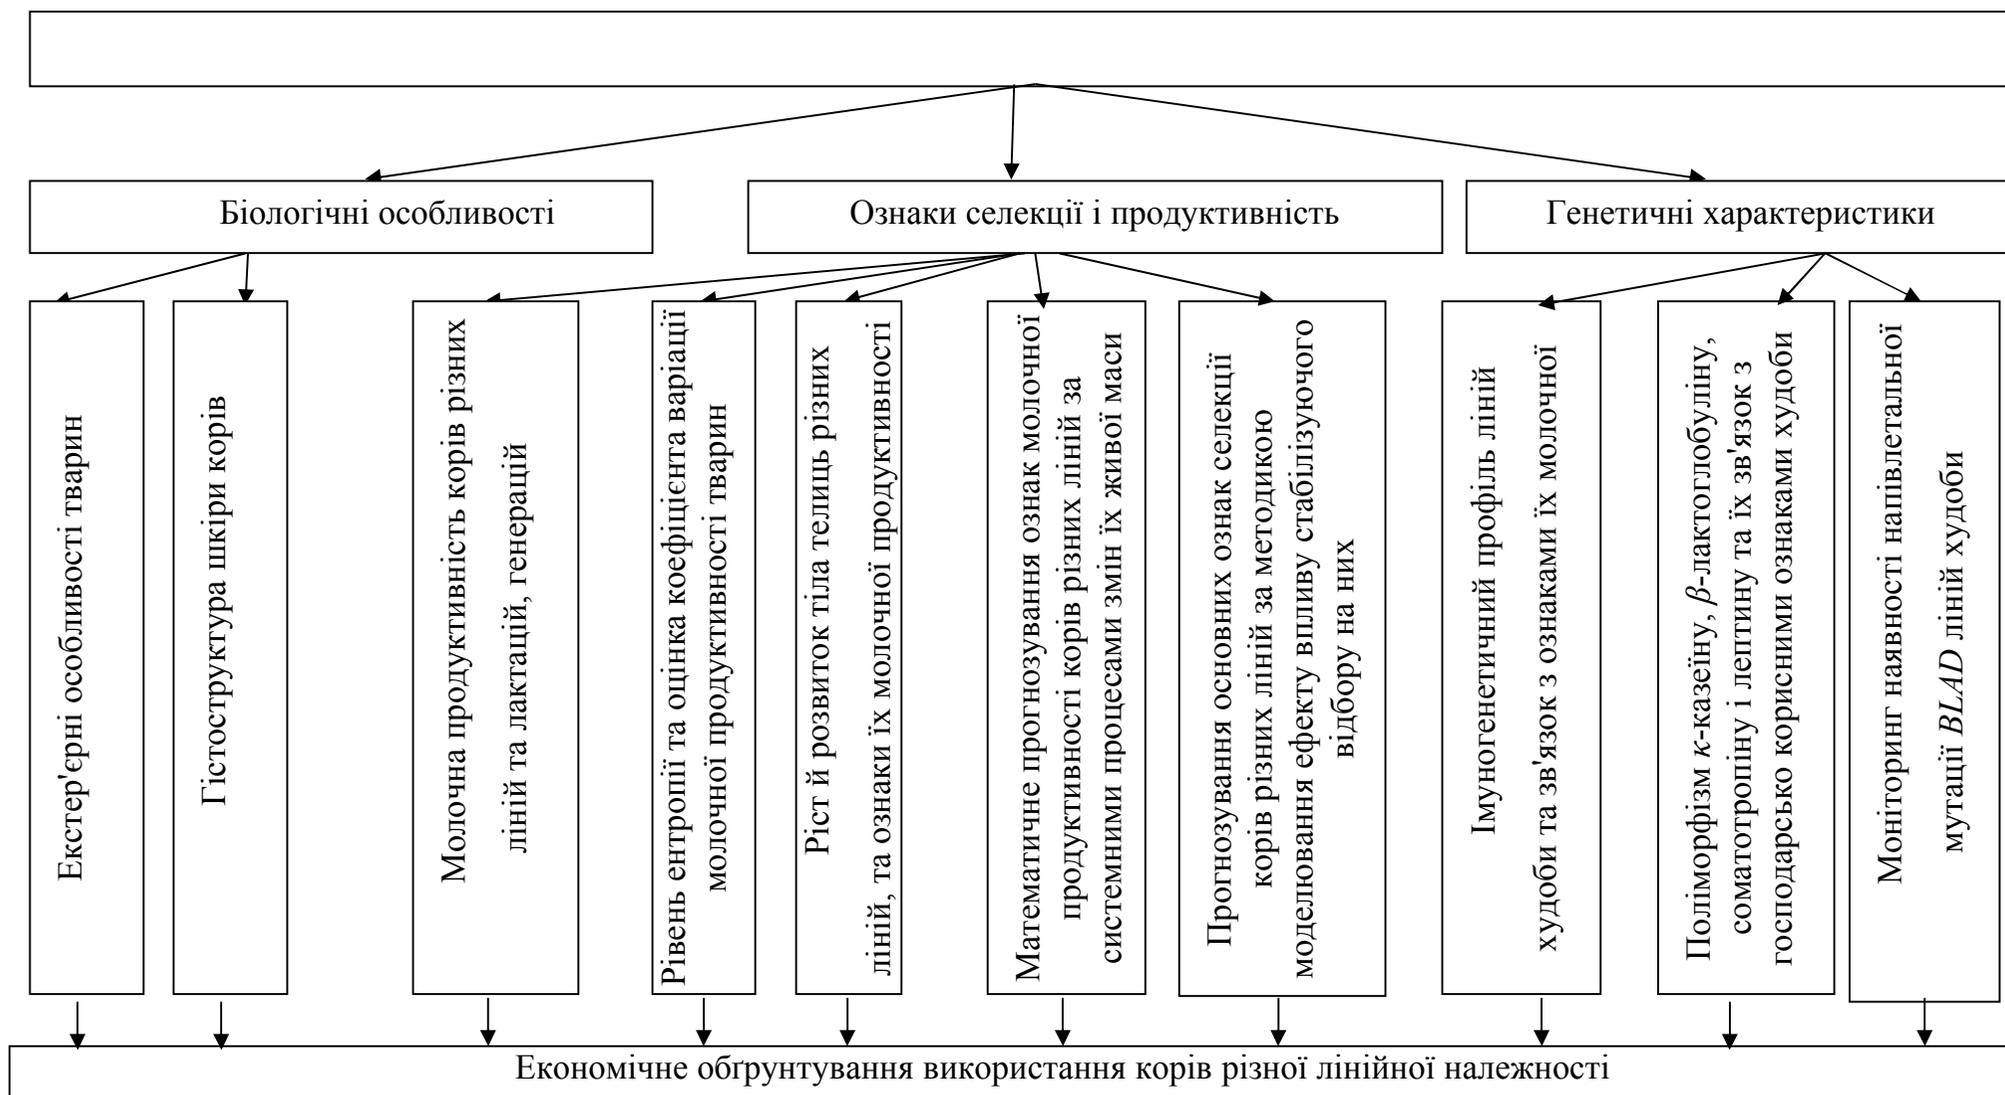 Біологічні особливості
Ознаки селекції і продуктивність
Генетичні характеристики
Екстер'єрні особливості тварин
Гістоструктура шкіри корів
Молочна продуктивність корів різних
ліній та лактацій, генерацій
Рівень ентропії та оцінка коефіцієнта варіації
молочної продуктивності тварин
Ріст й розвиток тіла телиць різних
ліній, та ознаки їх молочної продуктивності
Математичне прогнозування ознак молочної
продуктивності корів різних ліній за
системними процесами змін їх живої маси
Прогнозування основних ознак селекції
корів різних ліній за методикою
моделювання ефекту впливу стабілізуючого
відбору на них
Імуногенетичний профіль ліній
худоби та зв'язок з ознаками їх молочної
Поліморфізм κ-казеїну, β-лактоглобуліну,
соматотропіну і лептину та їх зв'язок з
господарсько корисними ознаками худоби
Моніторинг наявності напівлетальної
мутації BLAD ліній худоби
Економічне обґрунтування використання корів різної лінійної належності